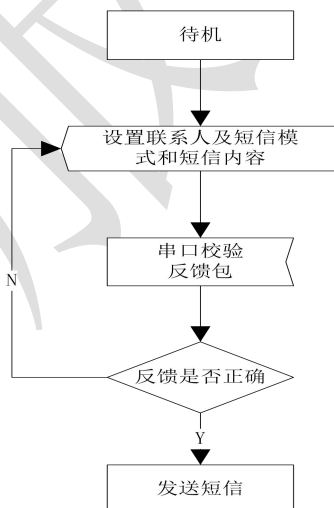 待机
设置联系人及短信模
式和短信内容
串口校验
反馈包
N
反馈是否正确
Y
发送短信